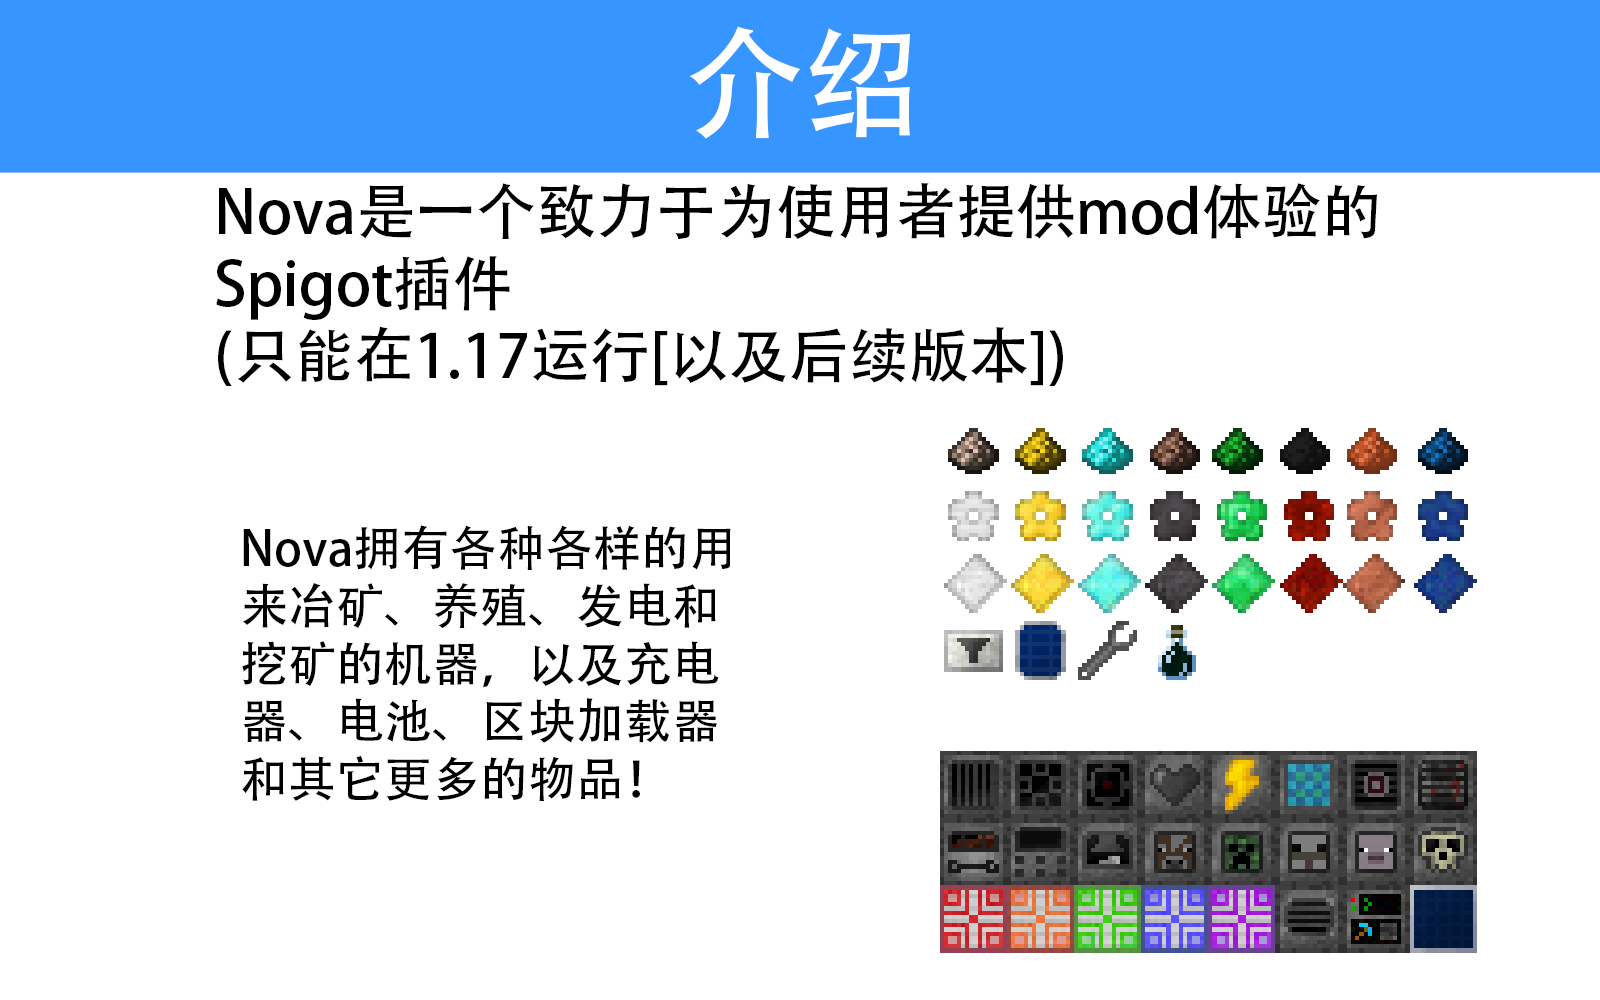 介绍
Nova是一个致力于为使用者提供mod体验的
Spigot插件
(只能在1.17运行[以及后续版本])
Nova拥有各种各样的用
来冶矿、养殖、发电和
挖矿的机器，以及充电
器、电池、区块加载器
和其它更多的物品！